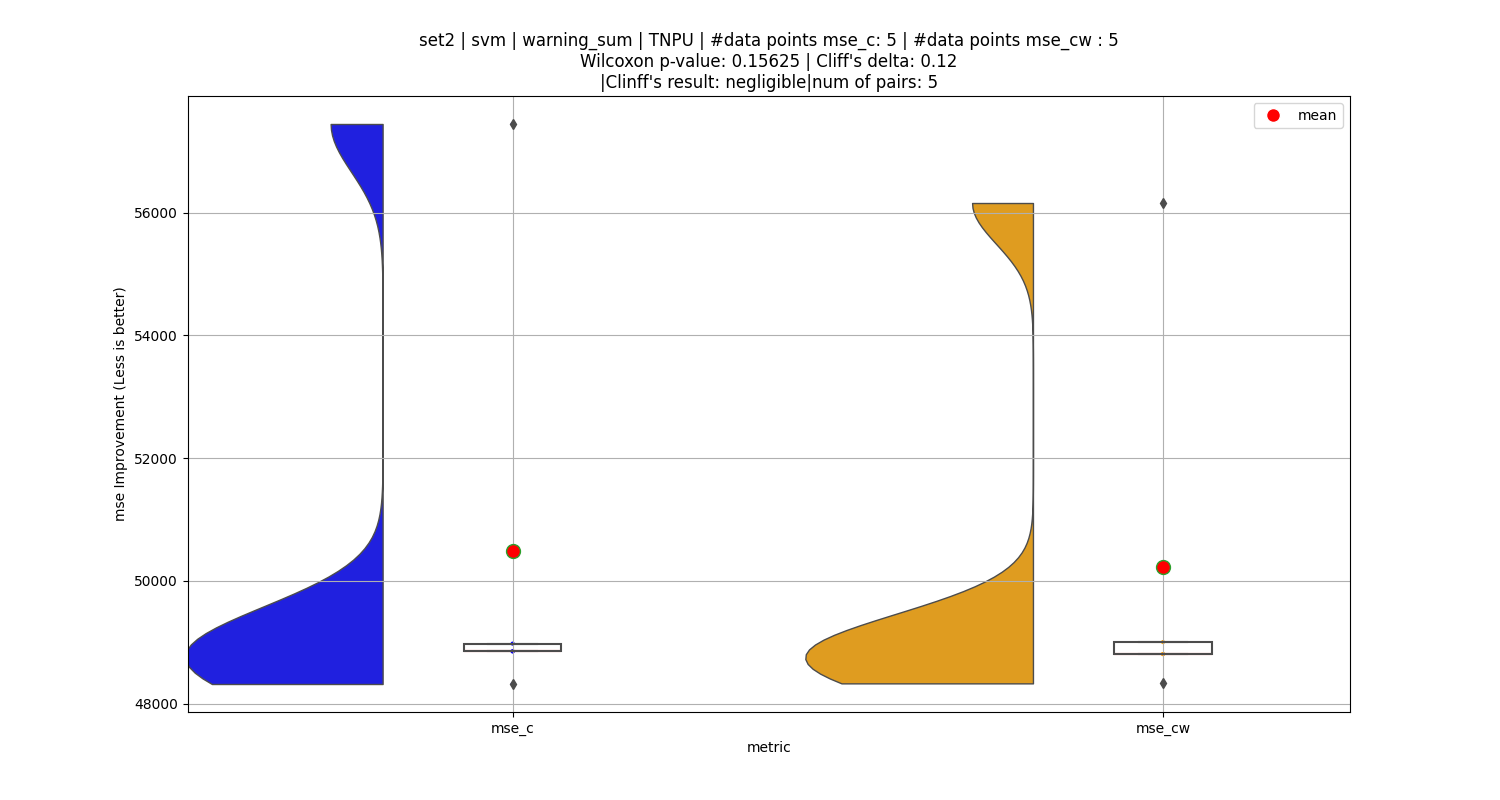 set2 | svm | warning_sum | TNPU | #data points mse_c: 5 | #data points mse_cw : 5
Wilcoxon p-value: 0.15625 | Cliff's delta: 0.12
|Clinff's result: negligible|num of pairs: 5
mean
mse Improvement (Less is better)
56000
54000
52000
50000
48000
mse_c
mse_cw
metric